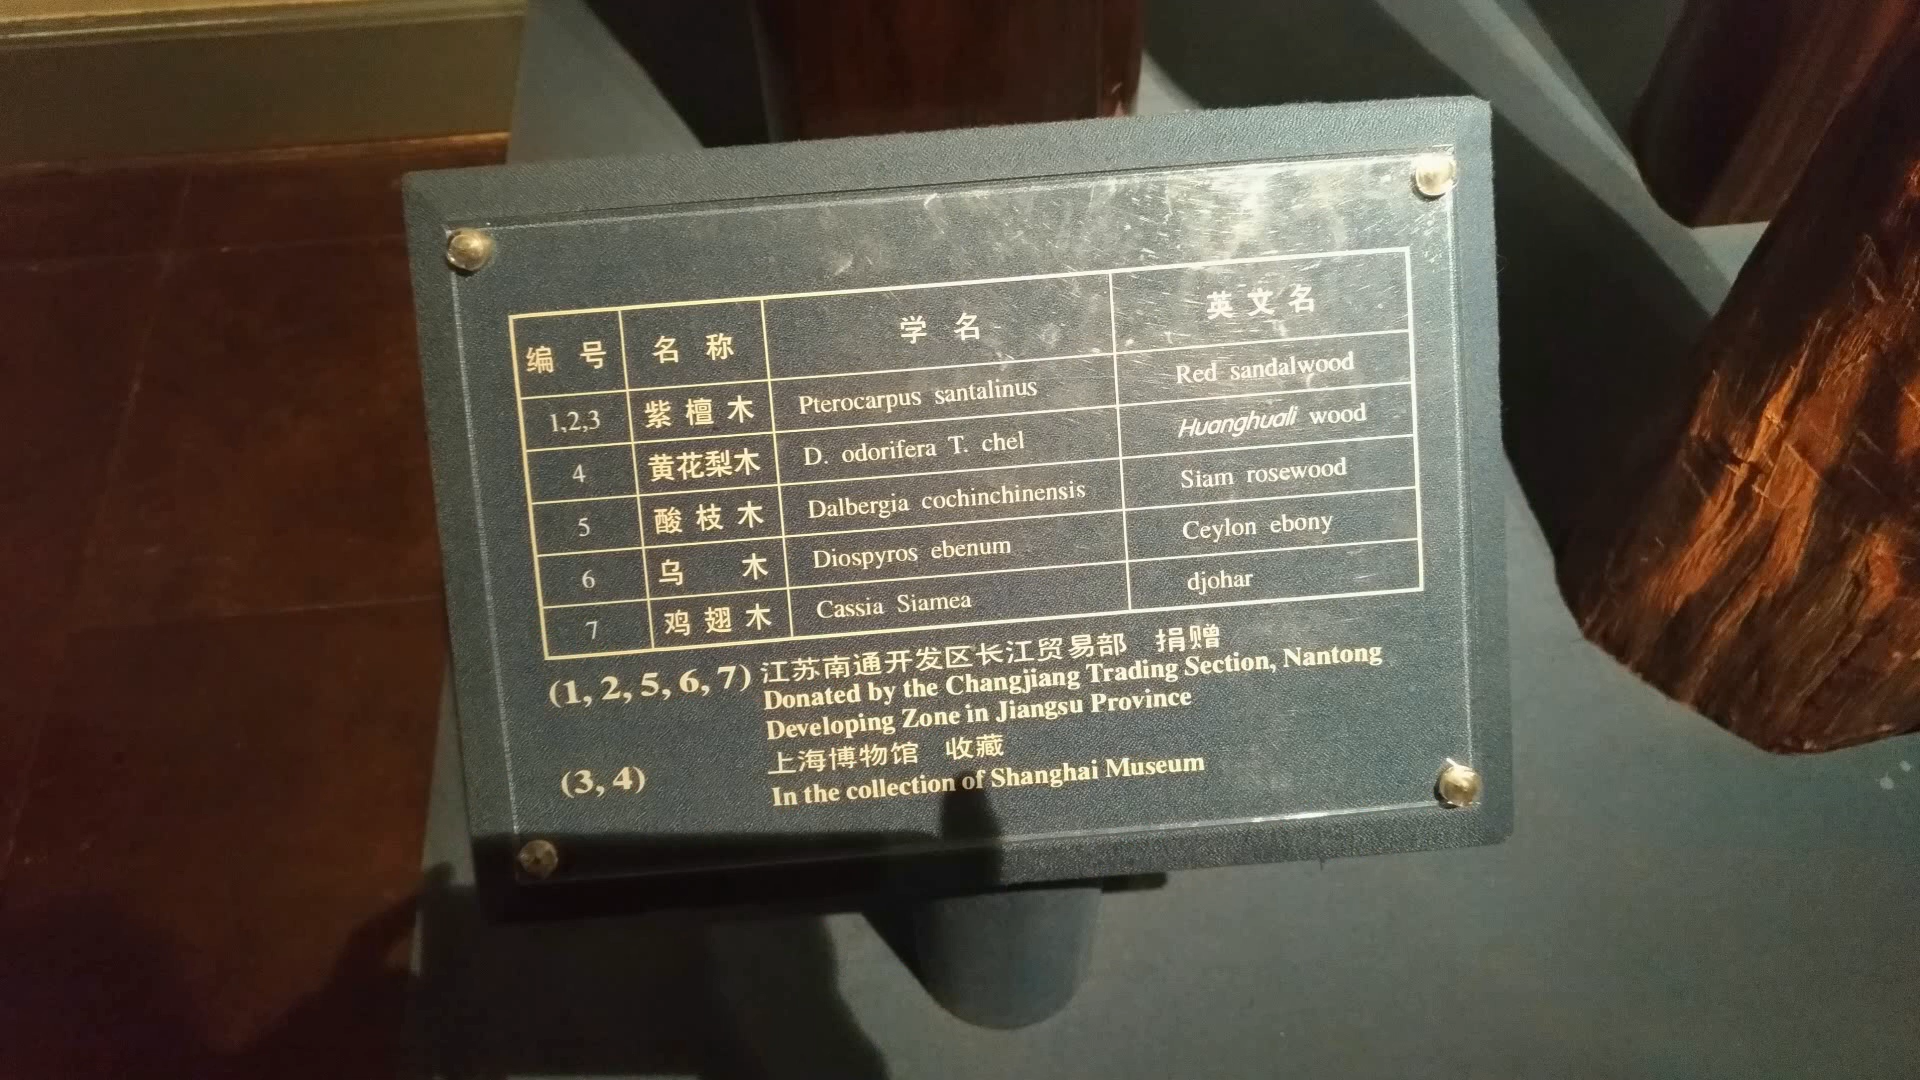 编 号 名 称 学 名 英 文 名
1,2,3 紫 檀 木 Pterocarpus santalinus Red sandalwood
4 黄花梨木 D. odorifera T. chel Huanghuali wood
5 酸 枝 木 Dalbergia cochinchinensis Siam rosewood
6 乌 木 Diospyros ebenum Ceylon ebony
7 鸡 翅 木 Cassia Siamea djohar
(1, 2, 5, 6, 7) 江苏南通开发区长江贸易部 捐赠
Donated by the Changjiang Trading Section, Nantong
Developing Zone in Jiangsu Province
(3, 4) 上海博物馆 收藏
In the collection of Shanghai Museum